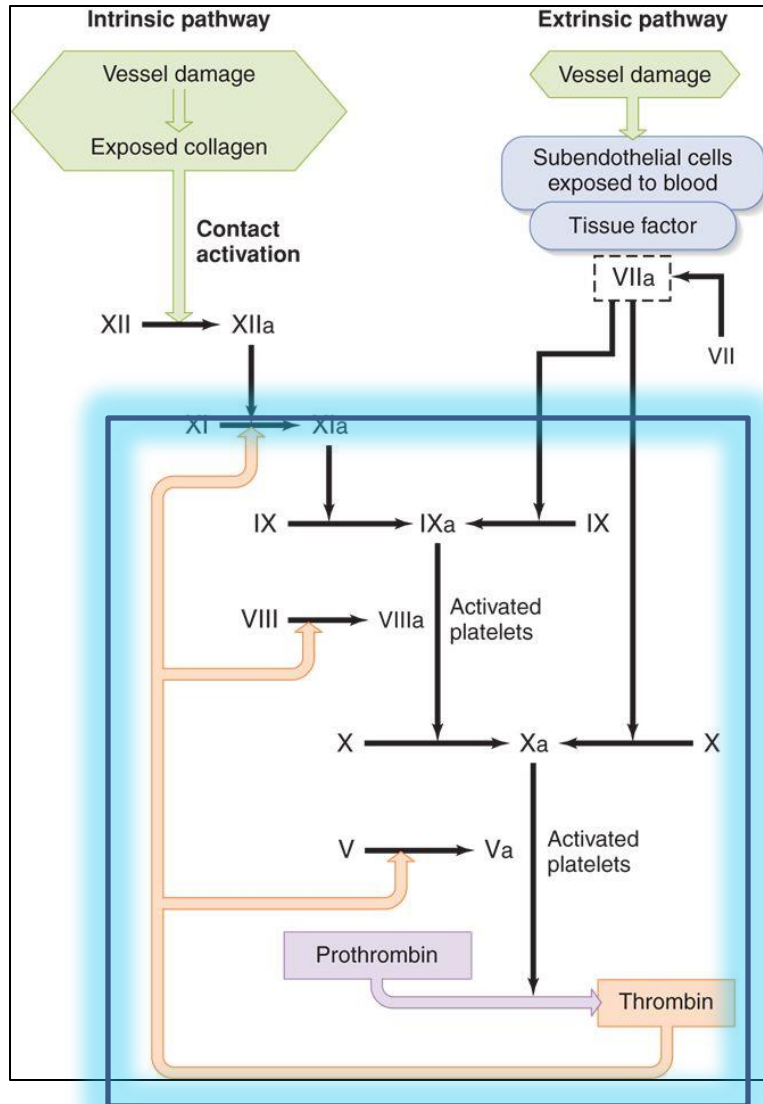 Intrinsic pathway
Extrinsic pathway
Vessel damage
Exposed collagen
Vessel damage
Subendothelial cells
exposed to blood
Tissue factor
Contact
activation
VIIa
XII
XIIa
VII
XI
XIa
IX
IXa
IX
VIII
VIIIa
Activated
platelets
X
Xa
X
V
Va
Activated
platelets
Prothrombin
Thrombin